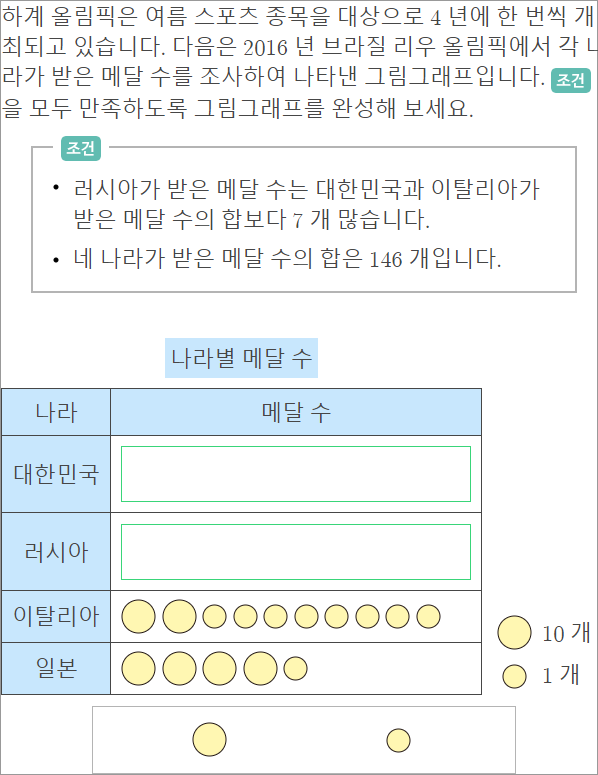 하계 올림픽은 여름 스포츠 종목을 대상으로 4 년에 한 번씩 개
최되고 있습니다. 다음은 2016 년 브라질 리우 올림픽에서 각 나
라가 받은 메달 수를 조사하여 나타낸 그림그래프입니다. 조건
을 모두 만족하도록 그림그래프를 완성해 보세요.
조건
• 러시아가 받은 메달 수는 대한민국과 이탈리아가
받은 메달 수의 합보다 7 개 많습니다.
• 네 나라가 받은 메달 수의 합은 146 개입니다.
나라별 메달 수
나라 메달 수
대한민국
러시아
이탈리아
일본
10 개
1 개